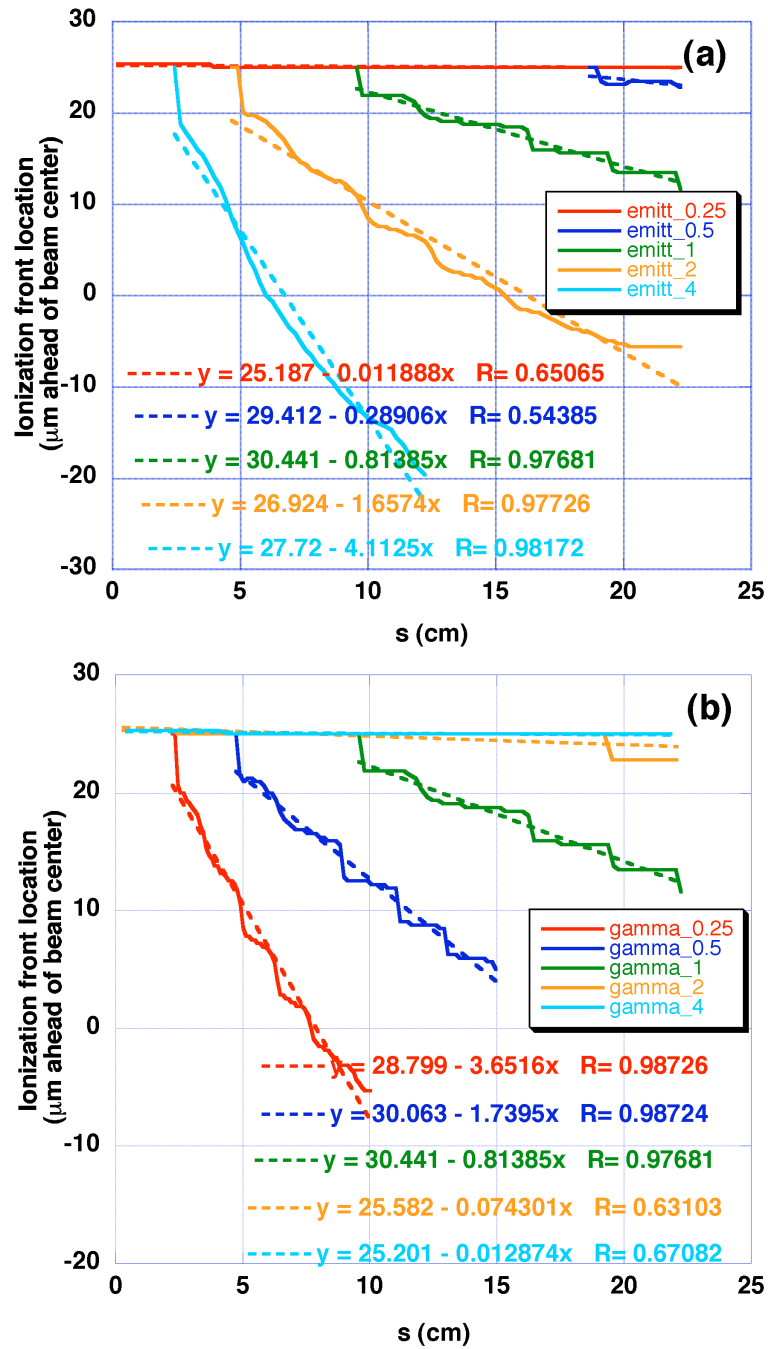 (a)
30
20
10
0
-10
-20
-30
Ionization front location
(μm ahead of beam center)
emitt_0.25
emitt_0.5
emitt_1
emitt_2
emitt_4
y = 25.187 - 0.011888x R= 0.65065
y = 29.412 - 0.28906x R= 0.54385
y = 30.441 - 0.81385x R= 0.97681
y = 26.924 - 1.6574x R= 0.97726
y = 27.72 - 4.1125x R= 0.98172
0 5 10 15 20 25
s (cm)
(b)
30
20
10
0
-10
-20
Ionization front location
(μm ahead of beam center)
gamma_0.25
gamma_0.5
gamma_1
gamma_2
gamma_4
y = 28.799 - 3.6516x R= 0.98726
y = 30.063 - 1.7395x R= 0.98724
y = 30.441 - 0.81385x R= 0.97681
y = 25.582 - 0.074301x R= 0.63103
y = 25.201 - 0.012874x R= 0.67082
0 5 10 15 20 25
s (cm)